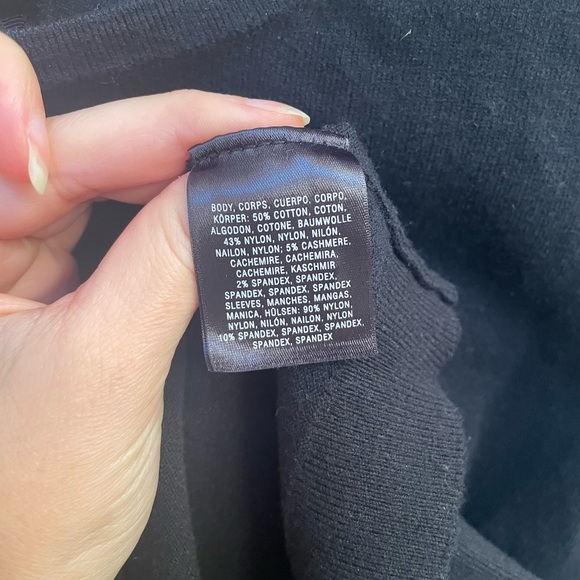 BODY, CORPS, CUERPO, CORPO,
KÖRPER: 50% COTTON, COTON,
ALGODON, COTONE, BAUMWOLLE
43% NYLON, NYLON, NILÓN,
NAILON, NYLON; 5% CASHMERE,
CACHEMIRE, CACHEMIRA,
CACHEMIRE, KASCHMIR
2% SPANDEX, SPANDEX,
SPANDEX, SPANDEX, SPANDEX
SLEEVES, MANCHES, MANGAS,
MANICA, HÜLSEN: 90% NYLON,
NYLON, NILÓN, NAILON, NYLON
10% SPANDEX, SPANDEX, SPANDEX,
SPANDEX, SPANDEX